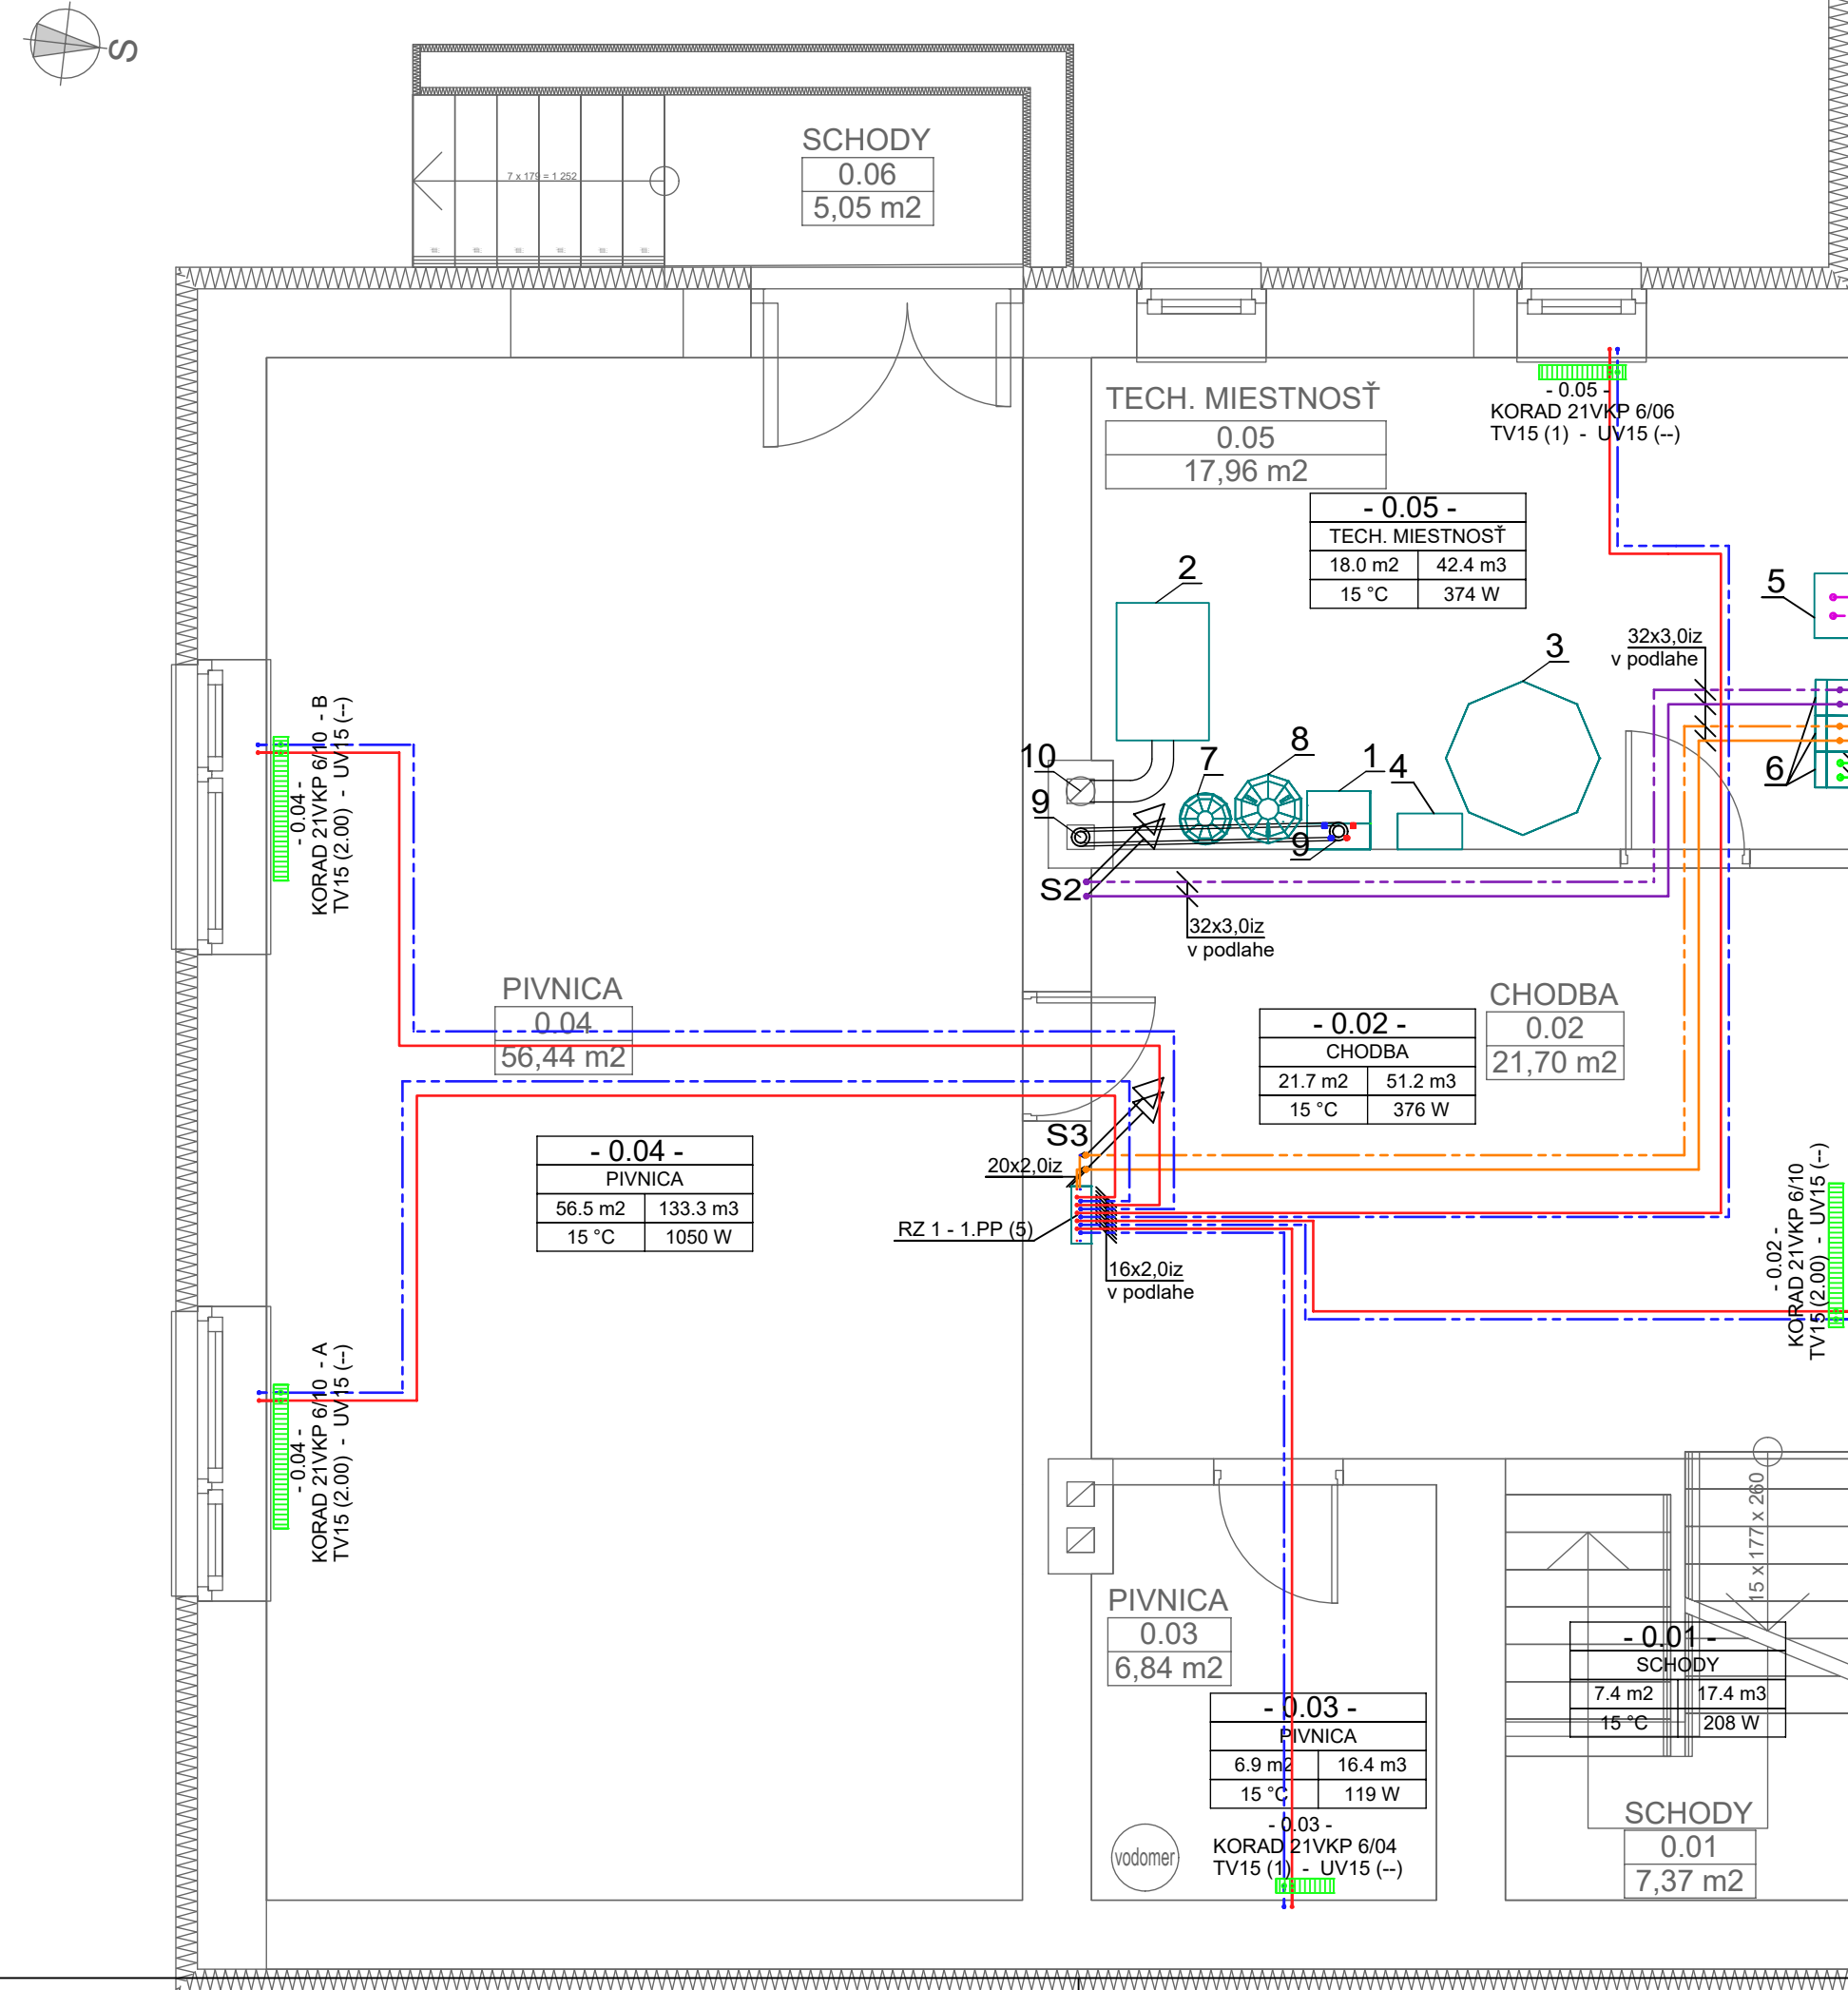 S
SCHODY
0.06
5,05 m2
7 x 179 = 1 252
TECH. MIESTNOSŤ
0.05
17,96 m2
- 0.05 -
KORAD 21VKP 6/06
TV15 (1) - UV15 (--)
- 0.05 -
TECH. MIESTNOSŤ
18.0 m2 42.4 m3
15 °C 374 W
2
3
5
32x3,0iz
v podlahe
10
7
8
1
4
6
9
9
S2
32x3,0iz
v podlahe
- 0.04 -
KORAD 21VKP 6/10 - B
TV15 (2.00) - UV15 (--)
PIVNICA
0.04
56,44 m2
- 0.02 -
CHODBA
21.7 m2 51.2 m3
15 °C 376 W
CHODBA
0.02
21,70 m2
- 0.04 -
PIVNICA
56.5 m2 133.3 m3
15 °C 1050 W
S3
20x2,0iz
RZ 1 - 1.PP (5)
16x2,0iz
v podlahe
- 0.02 -
KORAD 21VKP 6/10
TV15 (2.00) - UV15 (--)
- 0.04 -
KORAD 21VKP 6/10 - A
TV15 (2.00) - UV15 (--)
15 x 177 x 260
PIVNICA
0.03
6,84 m2
- 0.03 -
PIVNICA
6.9 m2 16.4 m3
15 °C 119 W
- 0.03 -
KORAD 21VKP 6/04
TV15 (1) - UV15 (--)
vodomer
- 0.01 -
SCHODY
7.4 m2 17.4 m3
15 °C 208 W
SCHODY
0.01
7,37 m2